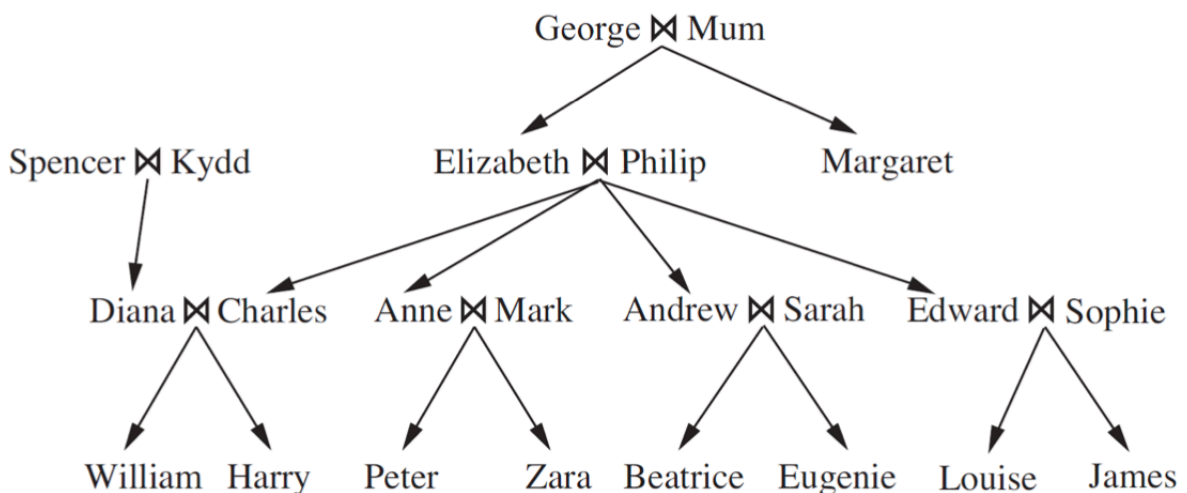 George ⋈ Mum
Spencer ⋈ Kydd Elizabeth ⋈ Philip Margaret
Diana ⋈ Charles Anne ⋈ Mark Andrew ⋈ Sarah Edward ⋈ Sophie
William Harry Peter Zara Beatrice Eugenie Louise James